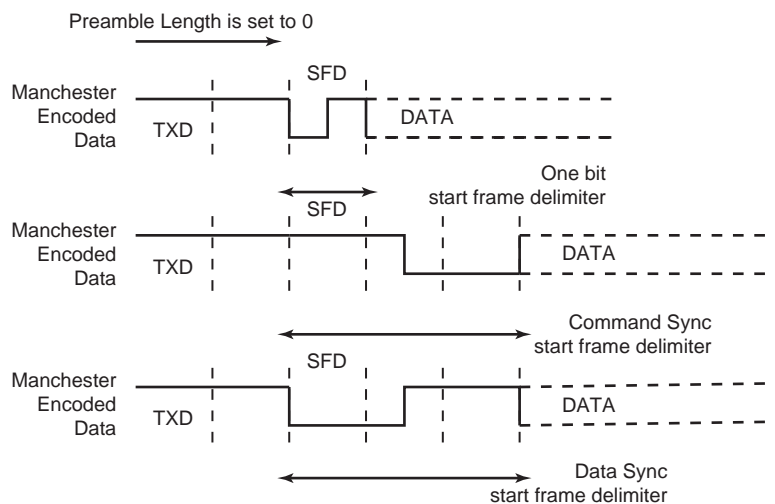 Preamble Length is set to 0
SFD
Manchester
Encoded
Data
TXD
DATA
One bit
start frame delimiter
SFD
Manchester
Encoded
Data
TXD
DATA
Command Sync
start frame delimiter
SFD
Manchester
Encoded
Data
TXD
DATA
Data Sync
start frame delimiter